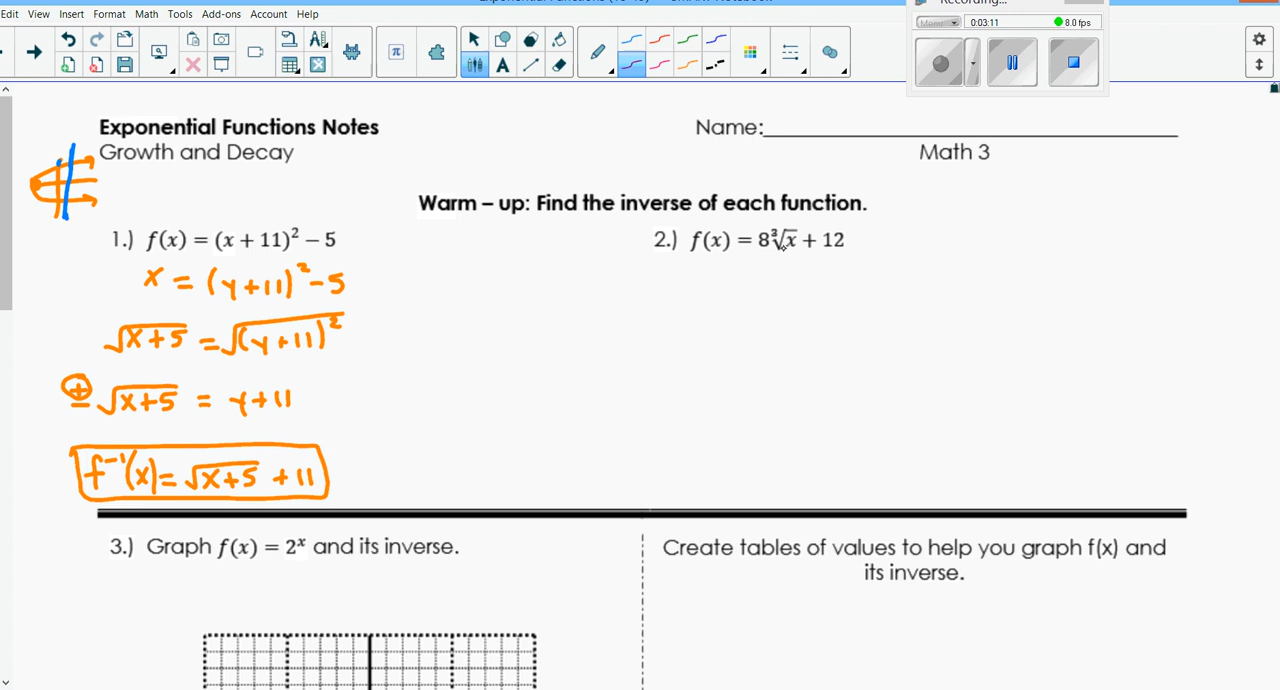 Edit View Insert Format Math Tools Add-ons Account Help
Recording...
0:03:11 8.0 fps
Exponential Functions Notes
Name:
Growth and Decay
Math 3
Warm – up: Find the inverse of each function.
1.) f(x) = (x + 11)² – 5
2.) f(x) = 8∛x + 12
x = (y+11)² -5
√x+5 = √(y+11)²
± √x+5 = y+11
f⁻¹(x) = √x+5 + 11
3.) Graph f(x) = 2ˣ and its inverse.
Create tables of values to help you graph f(x) and
its inverse.